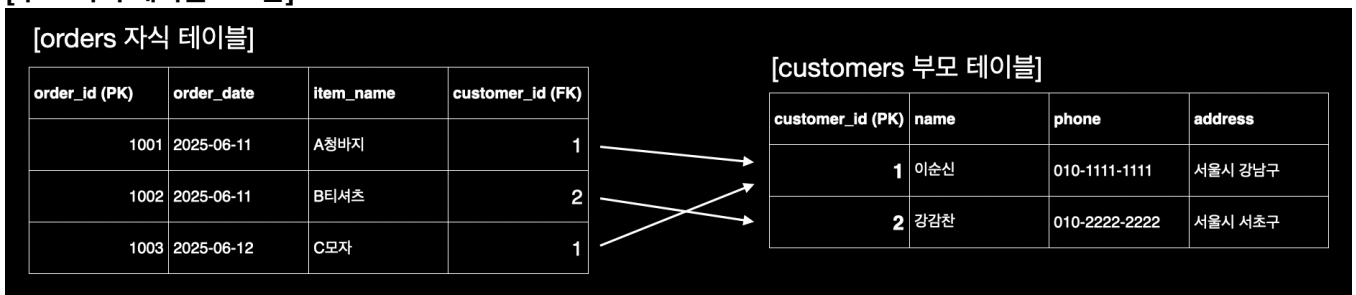 [orders 자식 테이블]
order_id (PK) order_date item_name customer_id (FK)
1001 2025-06-11 A청바지 1
1002 2025-06-11 B티셔츠 2
1003 2025-06-12 C모자 1
[customers 부모 테이블]
customer_id (PK) name phone address
1 이순신 010-1111-1111 서울시 강남구
2 강감찬 010-2222-2222 서울시 서초구